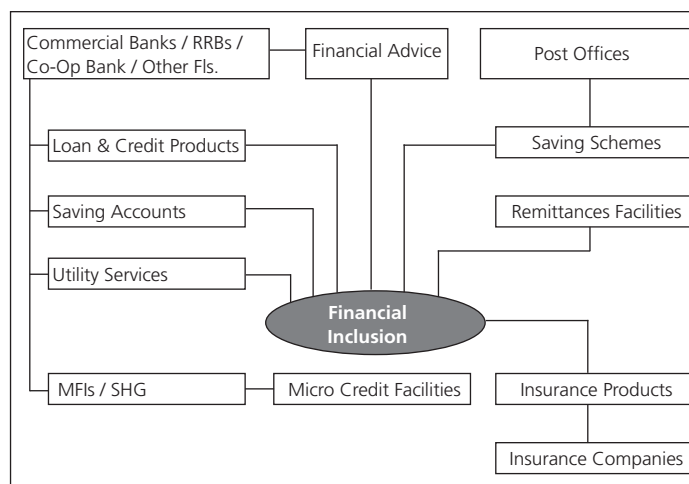 Commercial Banks / RRBs /
Co-Op Bank / Other FIs.
Financial Advice
Post Offices
Loan & Credit Products
Saving Schemes
Saving Accounts
Remittances Facilities
Utility Services
Financial
Inclusion
MFIs / SHG
Micro Credit Facilities
Insurance Products
Insurance Companies